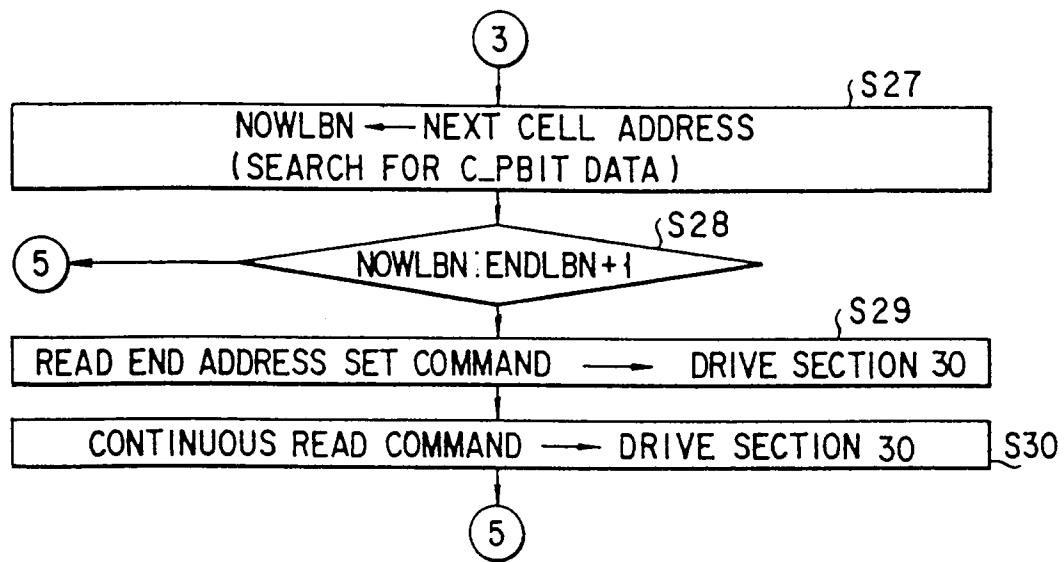 3
S27
NOWLBN ← NEXT CELL ADDRESS
(SEARCH FOR C_PBIT DATA)
S28
5
NOWLBN:ENDLBN+1
S29
READ END ADDRESS SET COMMAND → DRIVE SECTION 30
CONTINUOUS READ COMMAND → DRIVE SECTION 30
S30
5